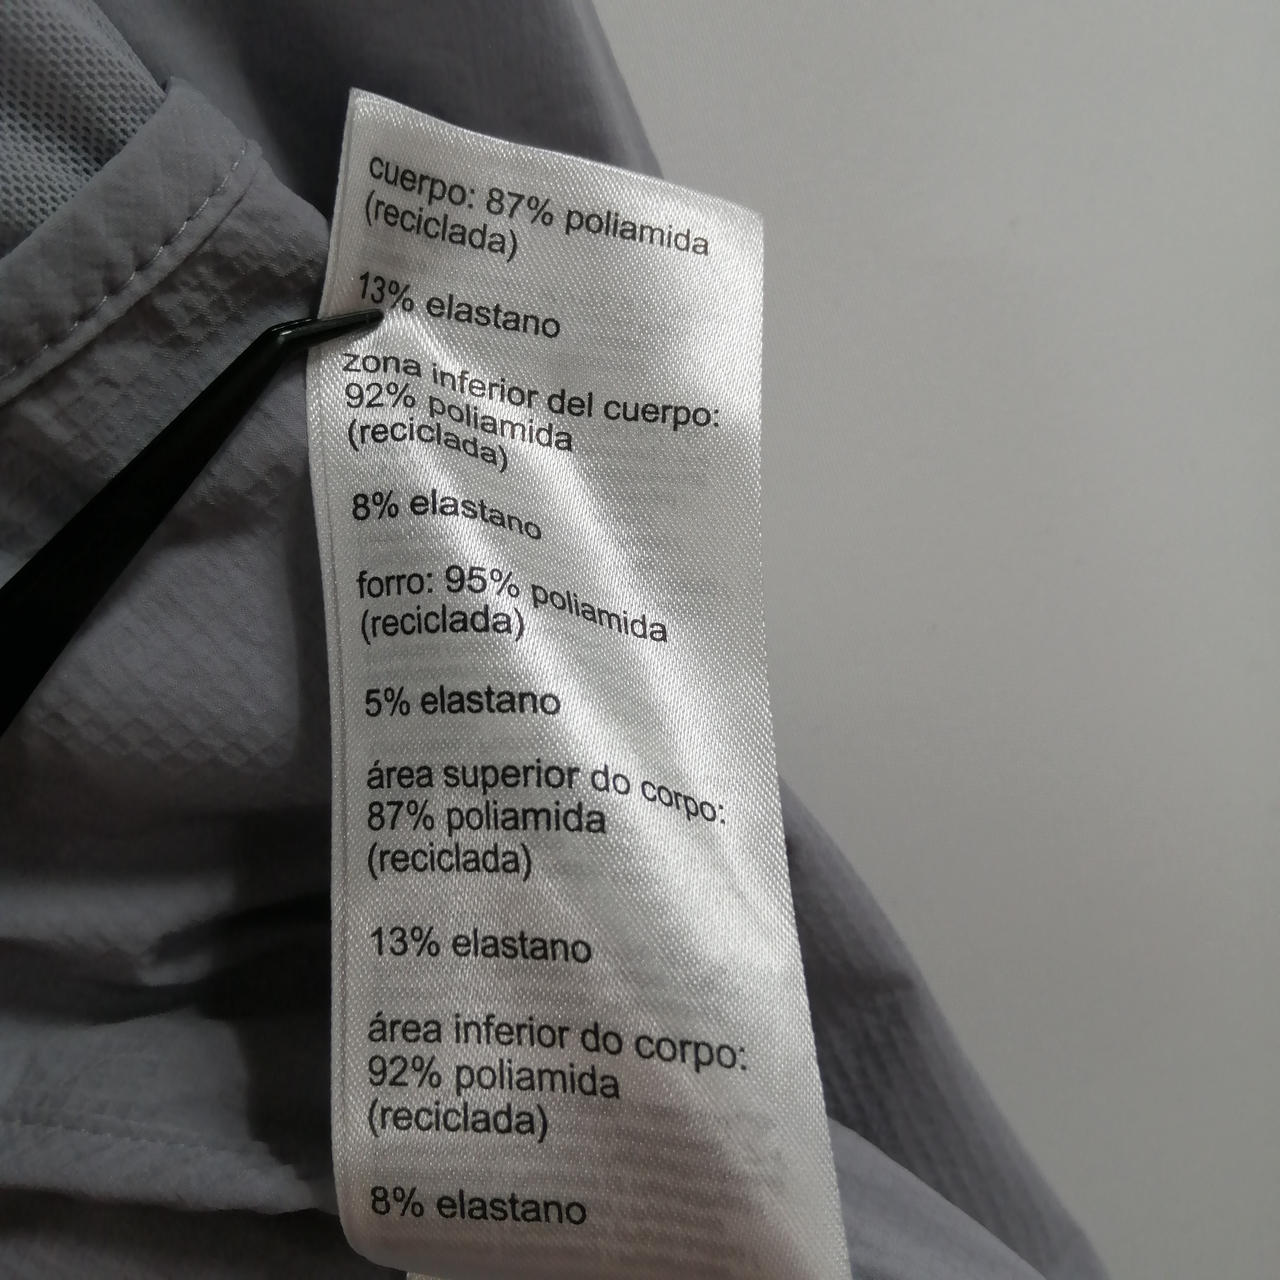 cuerpo: 87% poliamida
(reciclada)
13% elastano
zona inferior del cuerpo:
92% poliamida
(reciclada)
8% elastano
forro: 95% poliamida
(reciclada)
5% elastano
área superior do corpo:
87% poliamida
(reciclada)
13% elastano
área inferior do corpo:
92% poliamida
(reciclada)
8% elastano